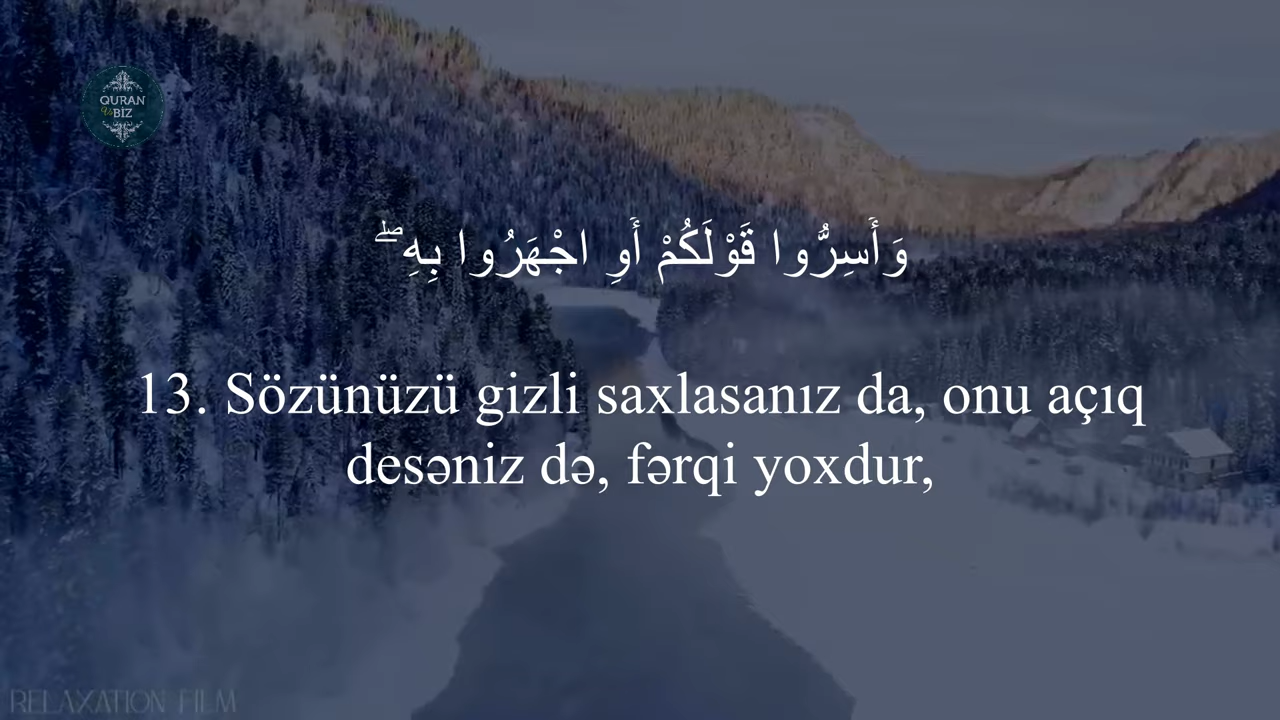 QURAN
Və
BİZ
وَأَسِرُّوا قَوْلَكُمْ أَوِ اجْهَرُوا بِهِ ۖ
13. Sözünüzü gizli saxlasanız da, onu açıq
desəniz də, fərqi yoxdur,
RELAXATION FILM